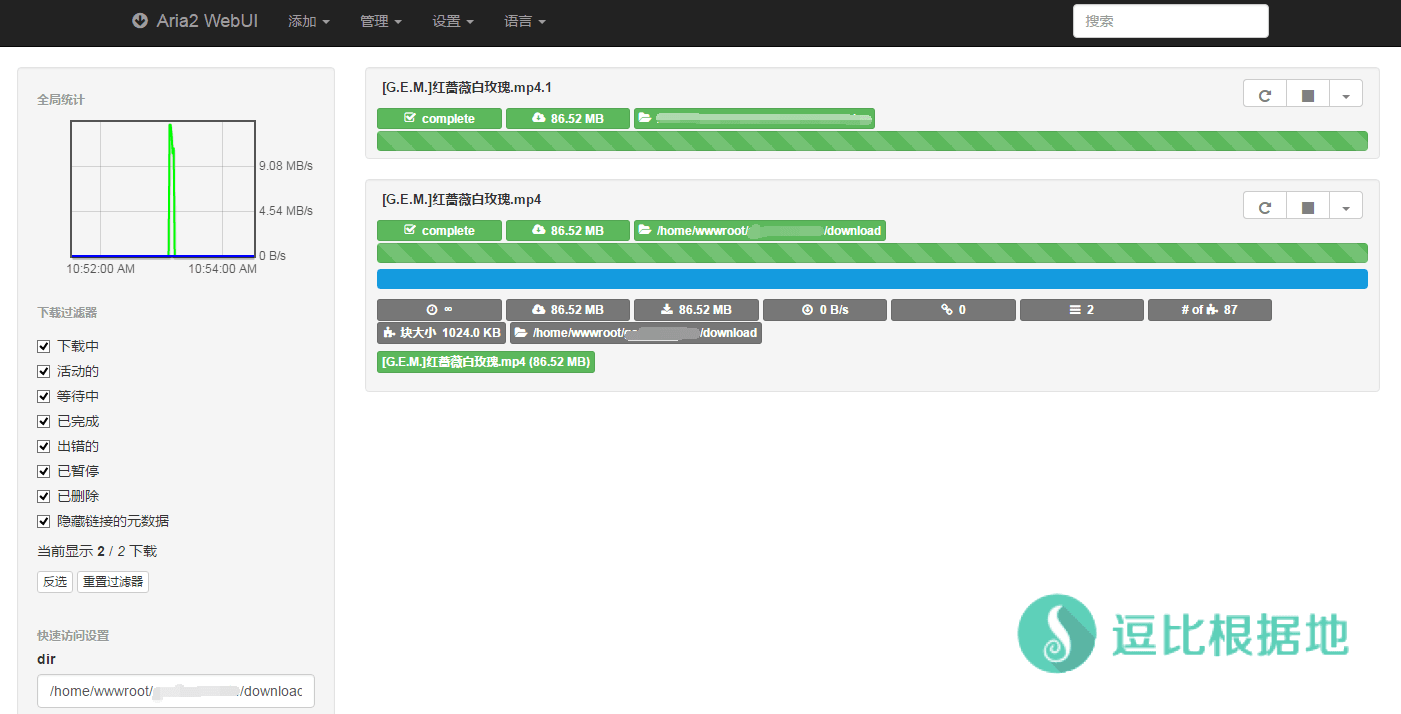 Aria2 WebUI 添加 管理 设置 语言 搜索
全局统计
9.08 MB/s
4.54 MB/s
0 B/s
10:52:00 AM 10:54:00 AM
下载过滤器
下载中
活动的
等待中
已完成
出错的
已暂停
已删除
隐藏链接的元数据
当前显示 2 / 2 下载
反选 重置过滤器
快速访问设置
dir
/home/wwwroot/ /download
[G.E.M.]红蔷薇白玫瑰.mp4.1
complete 86.52 MB
[G.E.M.]红蔷薇白玫瑰.mp4
complete 86.52 MB /home/wwwroot/ /download
∞ 86.52 MB 86.52 MB 0 B/s 0 2 # of 87
块大小 1024.0 KB /home/wwwroot/ /download
[G.E.M.]红蔷薇白玫瑰.mp4 (86.52 MB)
逗比根据地